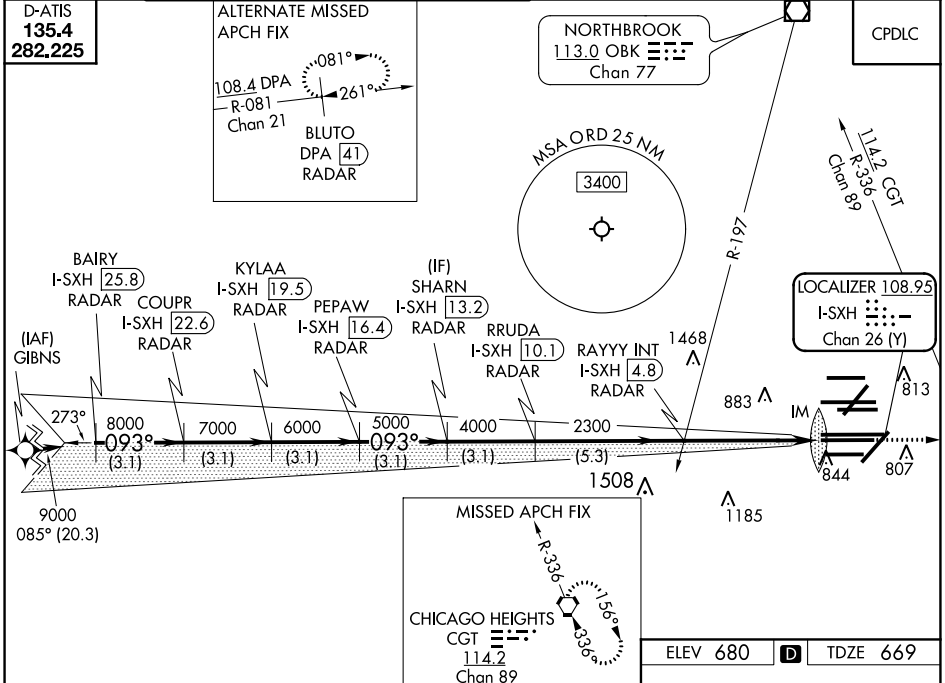 D-ATIS
135.4
282.225
ALTERNATE MISSED
APCH FIX
081°
108.4 DPA
261°
R-081
Chan 21
BLUTO
DPA 41
RADAR
NORTHBROOK
113.0 OBK
Chan 77
CPDLC
MSA ORD 25 NM
3400
R-197
114.2 CGT
R-336
Chan 89
LOCALIZER 108.95
I-SXH
Chan 26 (Y)
(IAF)
GIBNS
BAIRY
I-SXH 25.8
RADAR
COUPR
I-SXH 22.6
RADAR
KYLAA
I-SXH 19.5
RADAR
PEPAW
I-SXH 16.4
RADAR
(IF)
SHARN
I-SXH 13.2
RADAR
RRUDA
I-SXH 10.1
RADAR
RAYYY INT
I-SXH 4.8
RADAR
1468
883
813
IM
273°
8000
7000
6000
5000
4000
2300
093°
093°
(3.1)
(3.1)
(3.1)
(3.1)
(3.1)
(5.3)
844
807
1508
1185
9000
085° (20.3)
MISSED APCH FIX
R-336
156°
336°
CHICAGO HEIGHTS
CGT
114.2
Chan 89
ELEV 680 D TDZE 669